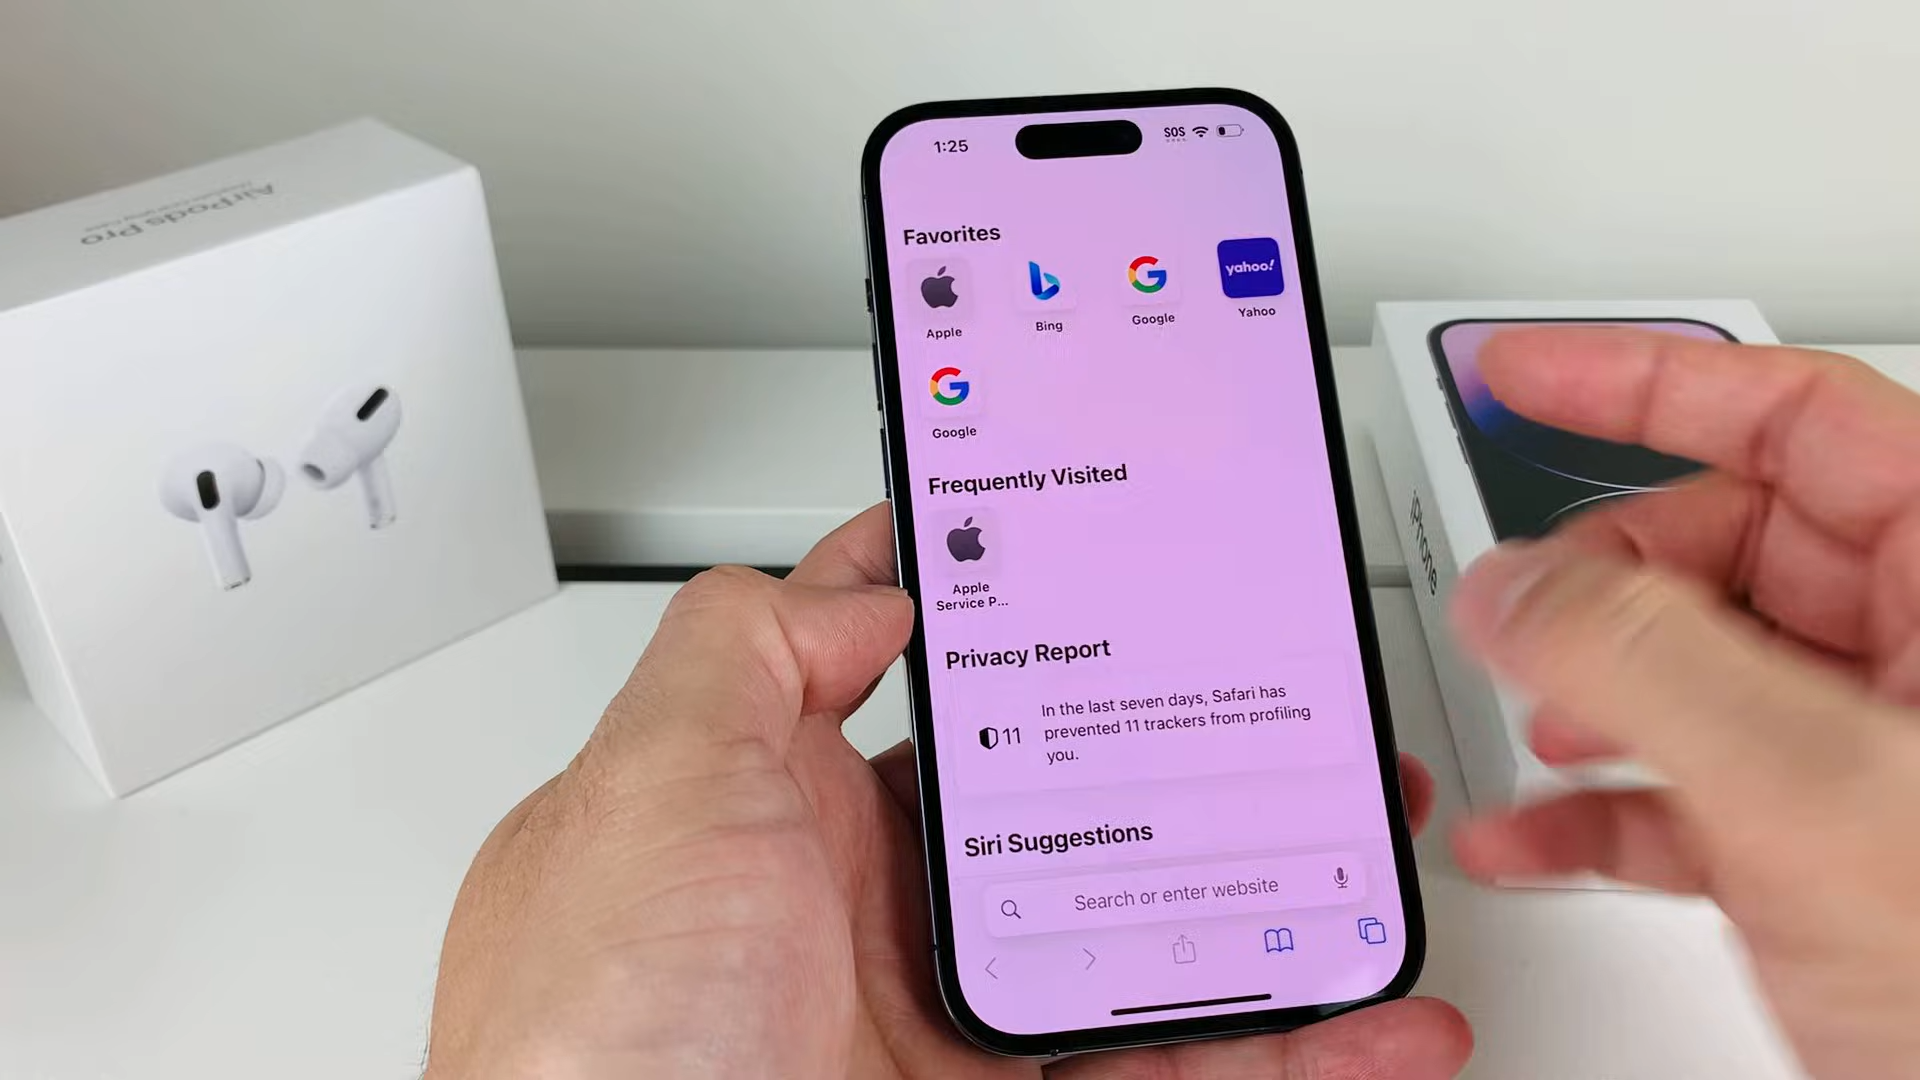 AirPods Pro
1:25
SOS
Favorites
yahoo!
Apple
Bing
Google
Yahoo
Google
Frequently Visited
Apple
Service P...
Privacy Report
11
In the last seven days, Safari has
prevented 11 trackers from profiling
you.
Siri Suggestions
Search or enter website
iPhone